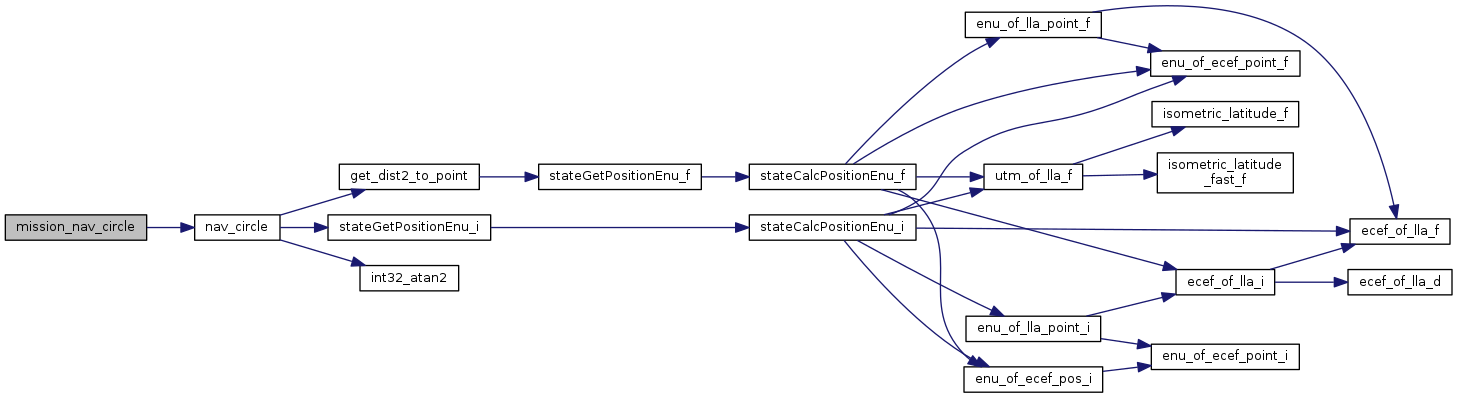 mission_nav_circle
nav_circle
get_dist2_to_point
stateGetPositionEnu_i
int32_atan2
stateGetPositionEnu_f
stateCalcPositionEnu_f
stateCalcPositionEnu_i
enu_of_lla_point_f
enu_of_ecef_point_f
isometric_latitude_f
utm_of_lla_f
isometric_latitude
_fast_f
ecef_of_lla_f
ecef_of_lla_i
ecef_of_lla_d
enu_of_lla_point_i
enu_of_ecef_point_i
enu_of_ecef_pos_i